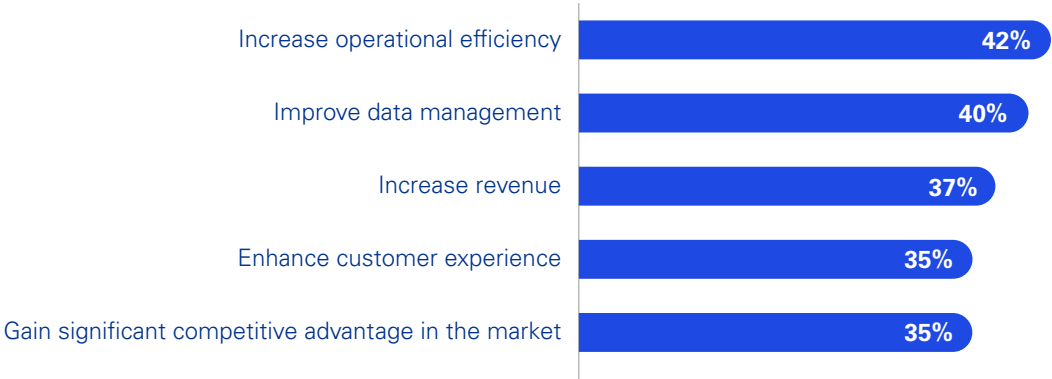 Increase operational efficiency 42%
Improve data management 40%
Increase revenue 37%
Enhance customer experience 35%
Gain significant competitive advantage in the market 35%